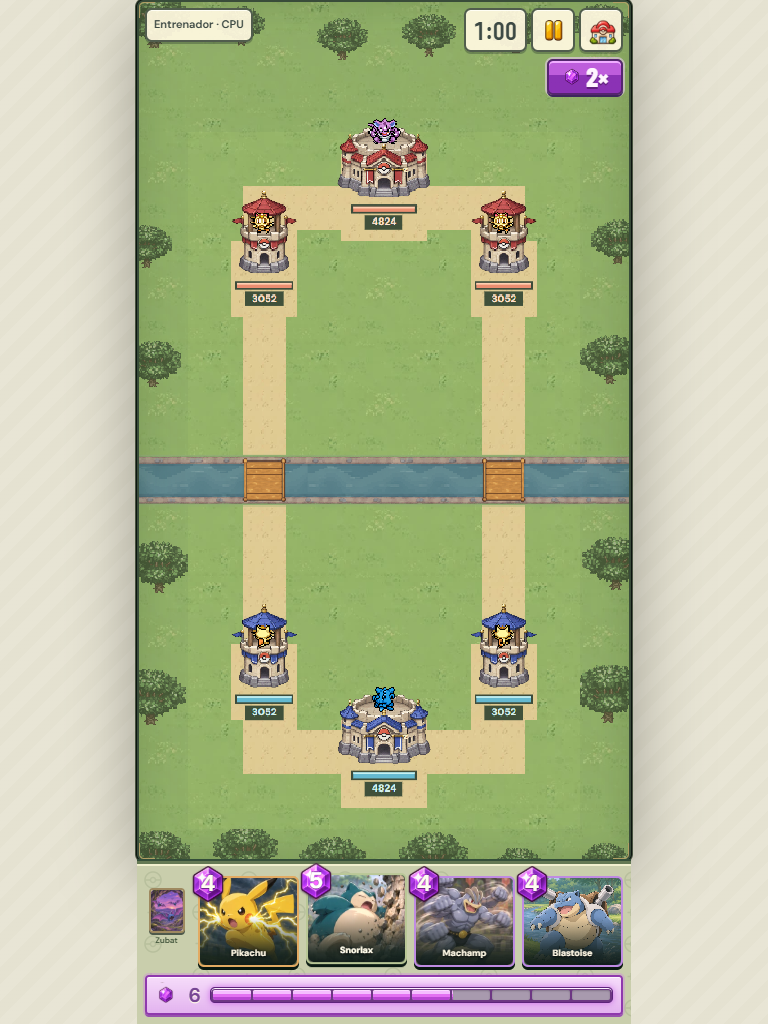 Entrenador · CPU
1:00
2×
4824
3052
3052
3052
3052
4824
4
5
4
4
Zubat
Pikachu
Snorlax
Machamp
Blastoise
6